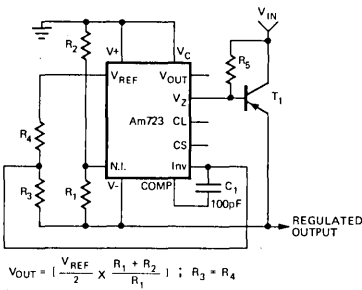 V_IN
R2
V+
V_C
R5
V_REF
V_OUT
V_Z
T1
R4
Am723
CL
CS
N.I.
Inv
R3
R1
V-
COMP
C1
100pF
REGULATED
OUTPUT
V_OUT = [ V_REF / 2 X R1 + R2 / R1 ] ; R3 = R4